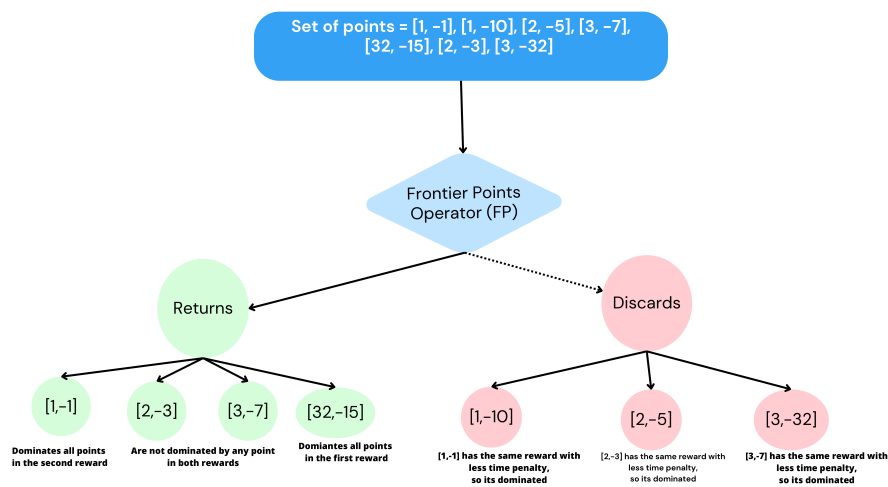 Set of points = [1, -1], [1, -10], [2, -5], [3, -7],
[32, -15], [2, -3], [3, -32]
Frontier Points
Operator (FP)
Returns
Discards
[1,-1]
[2,-3]
[3,-7]
[32,-15]
[1,-10]
[2,-5]
[3,-32]
Dominates all points
in the second reward
Are not dominated by any point
in both rewards
Domiantes all points
in the first reward
[1,-1] has the same reward with
less time penalty,
so its dominated
[2,-3] has the same reward with
less time penalty,
so its dominated
[3,-7] has the same reward with
less time penalty,
so its dominated